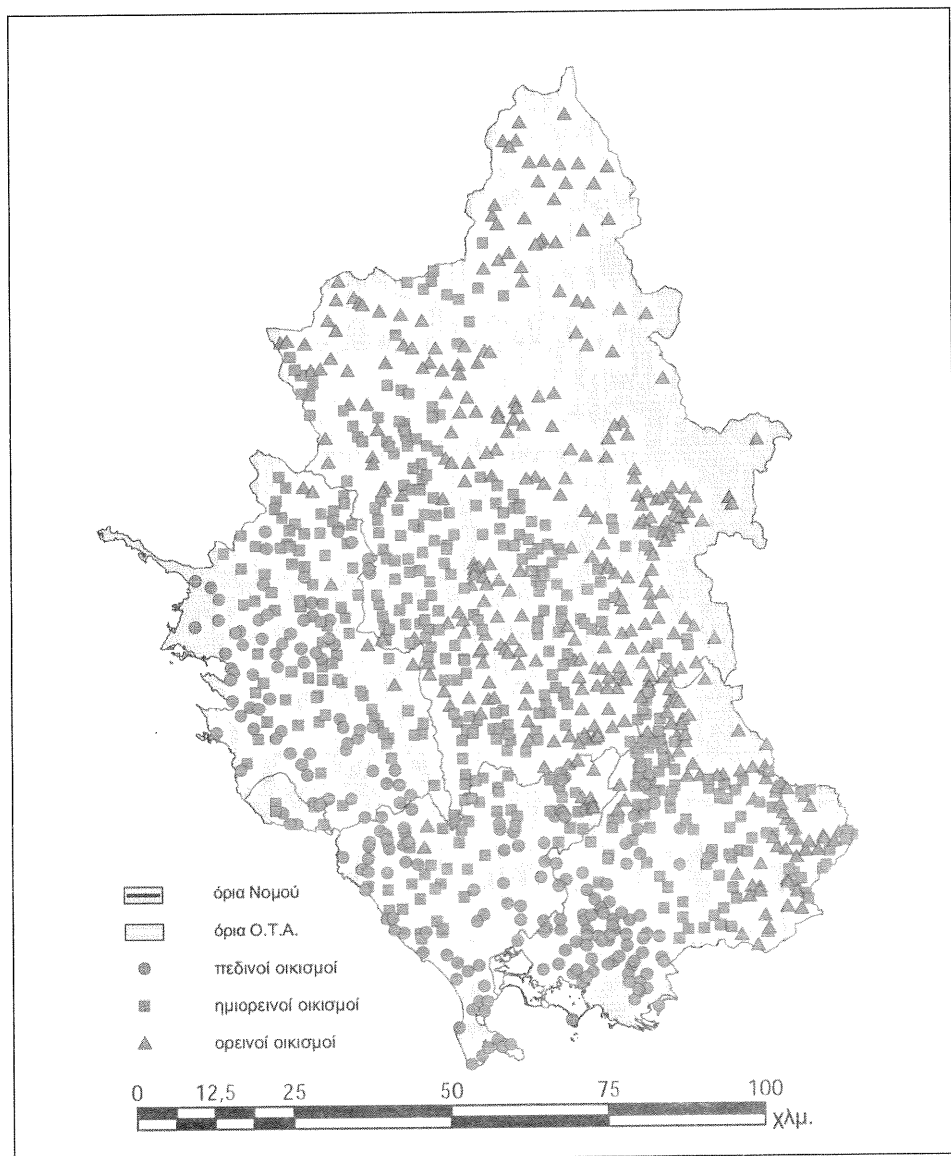 όρια Νομού
όρια Ο.Τ.Α.
πεδινοί οικισμοί
ημιορεινοί οικισμοί
ορεινοί οικισμοί
0 12,5 25 50 75 100
χλμ.